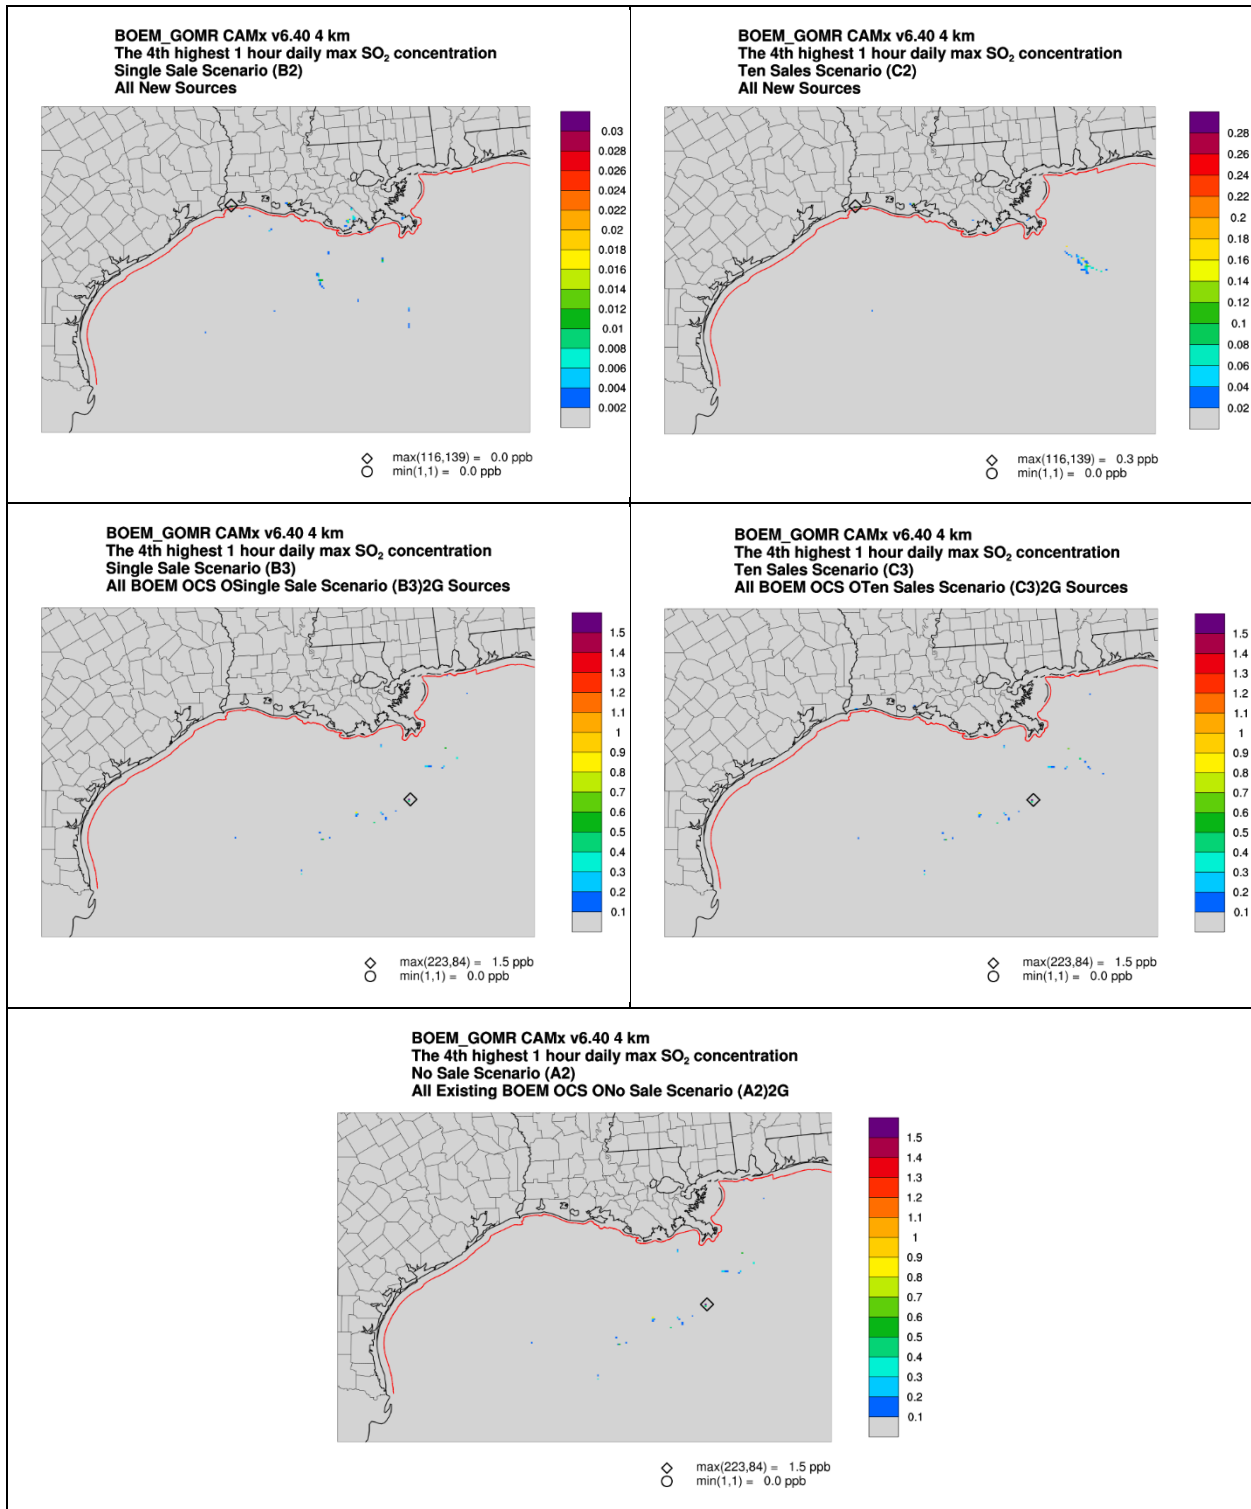 BOEM_GOMR CAMx v6.40 4 km
The 4th highest 1 hour daily max SO₂ concentration
Single Sale Scenario (B2)
All New Sources
0.03
0.028
0.026
0.024
0.022
0.02
0.018
0.016
0.014
0.012
0.01
0.008
0.006
0.004
0.002
max(116,139) = 0.0 ppb
min(1,1) = 0.0 ppb
BOEM_GOMR CAMx v6.40 4 km
The 4th highest 1 hour daily max SO₂ concentration
Ten Sales Scenario (C2)
All New Sources
0.28
0.26
0.24
0.22
0.2
0.18
0.16
0.14
0.12
0.1
0.08
0.06
0.04
0.02
max(116,139) = 0.3 ppb
min(1,1) = 0.0 ppb
BOEM_GOMR CAMx v6.40 4 km
The 4th highest 1 hour daily max SO₂ concentration
Single Sale Scenario (B3)
All BOEM OCS OSingle Sale Scenario (B3)2G Sources
1.5
1.4
1.3
1.2
1.1
1
0.9
0.8
0.7
0.6
0.5
0.4
0.3
0.2
0.1
max(223,84) = 1.5 ppb
min(1,1) = 0.0 ppb
BOEM_GOMR CAMx v6.40 4 km
The 4th highest 1 hour daily max SO₂ concentration
Ten Sales Scenario (C3)
All BOEM OCS OTen Sales Scenario (C3)2G Sources
1.5
1.4
1.3
1.2
1.1
1
0.9
0.8
0.7
0.6
0.5
0.4
0.3
0.2
0.1
max(223,84) = 1.5 ppb
min(1,1) = 0.0 ppb
BOEM_GOMR CAMx v6.40 4 km
The 4th highest 1 hour daily max SO₂ concentration
No Sale Scenario (A2)
All Existing BOEM OCS ONo Sale Scenario (A2)2G
1.5
1.4
1.3
1.2
1.1
1
0.9
0.8
0.7
0.6
0.5
0.4
0.3
0.2
0.1
max(223,84) = 1.5 ppb
min(1,1) = 0.0 ppb